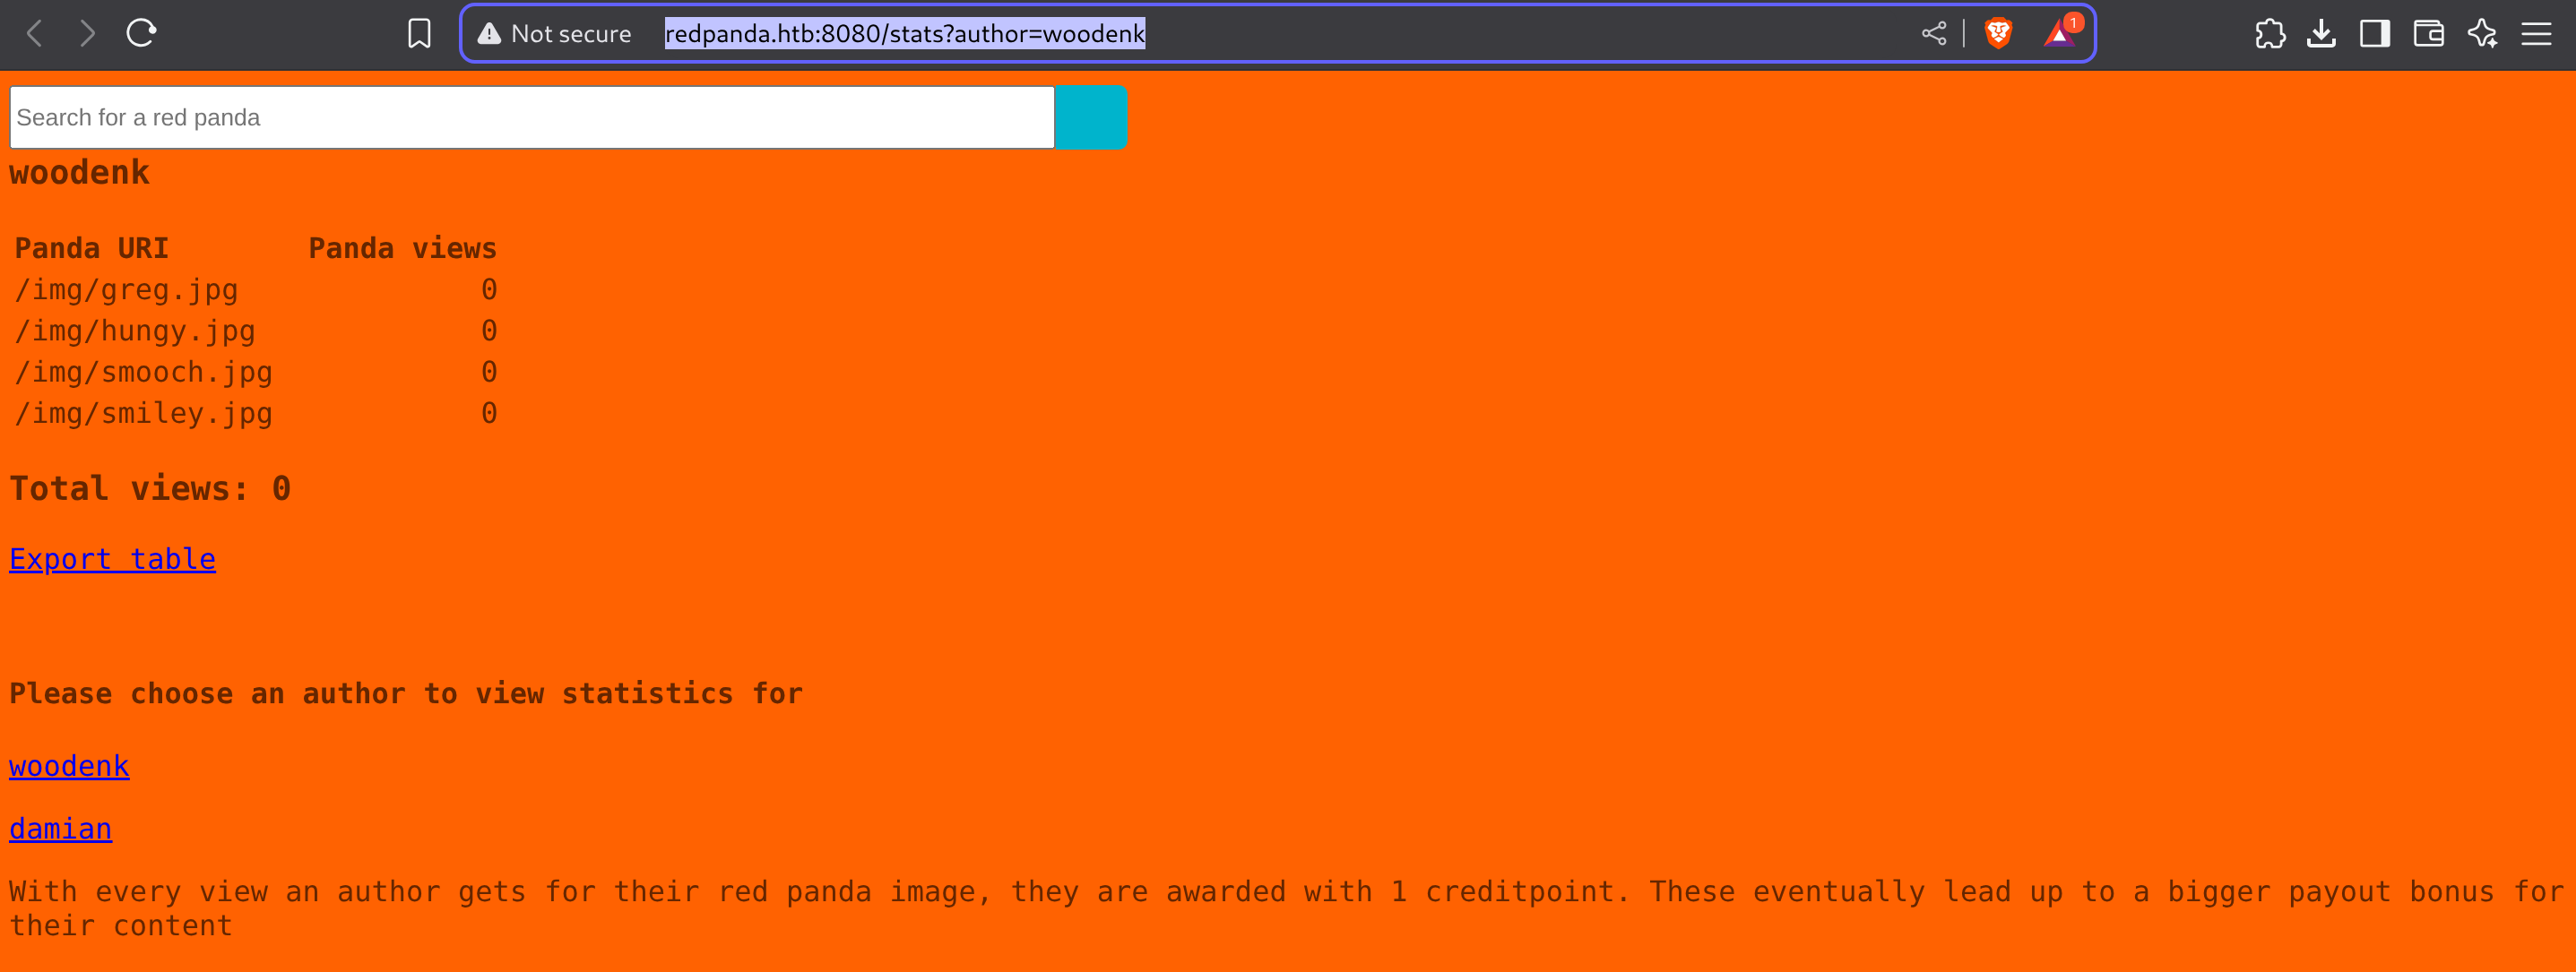 Not secure redpanda.htb:8080/stats?author=woodenk 1
Search for a red panda
woodenk
Panda URI Panda views
/img/greg.jpg 0
/img/hungy.jpg 0
/img/smooch.jpg 0
/img/smiley.jpg 0
Total views: 0
Export table
Please choose an author to view statistics for
woodenk
damian
With every view an author gets for their red panda image, they are awarded with 1 creditpoint. These eventually lead up to a bigger payout bonus for
their content